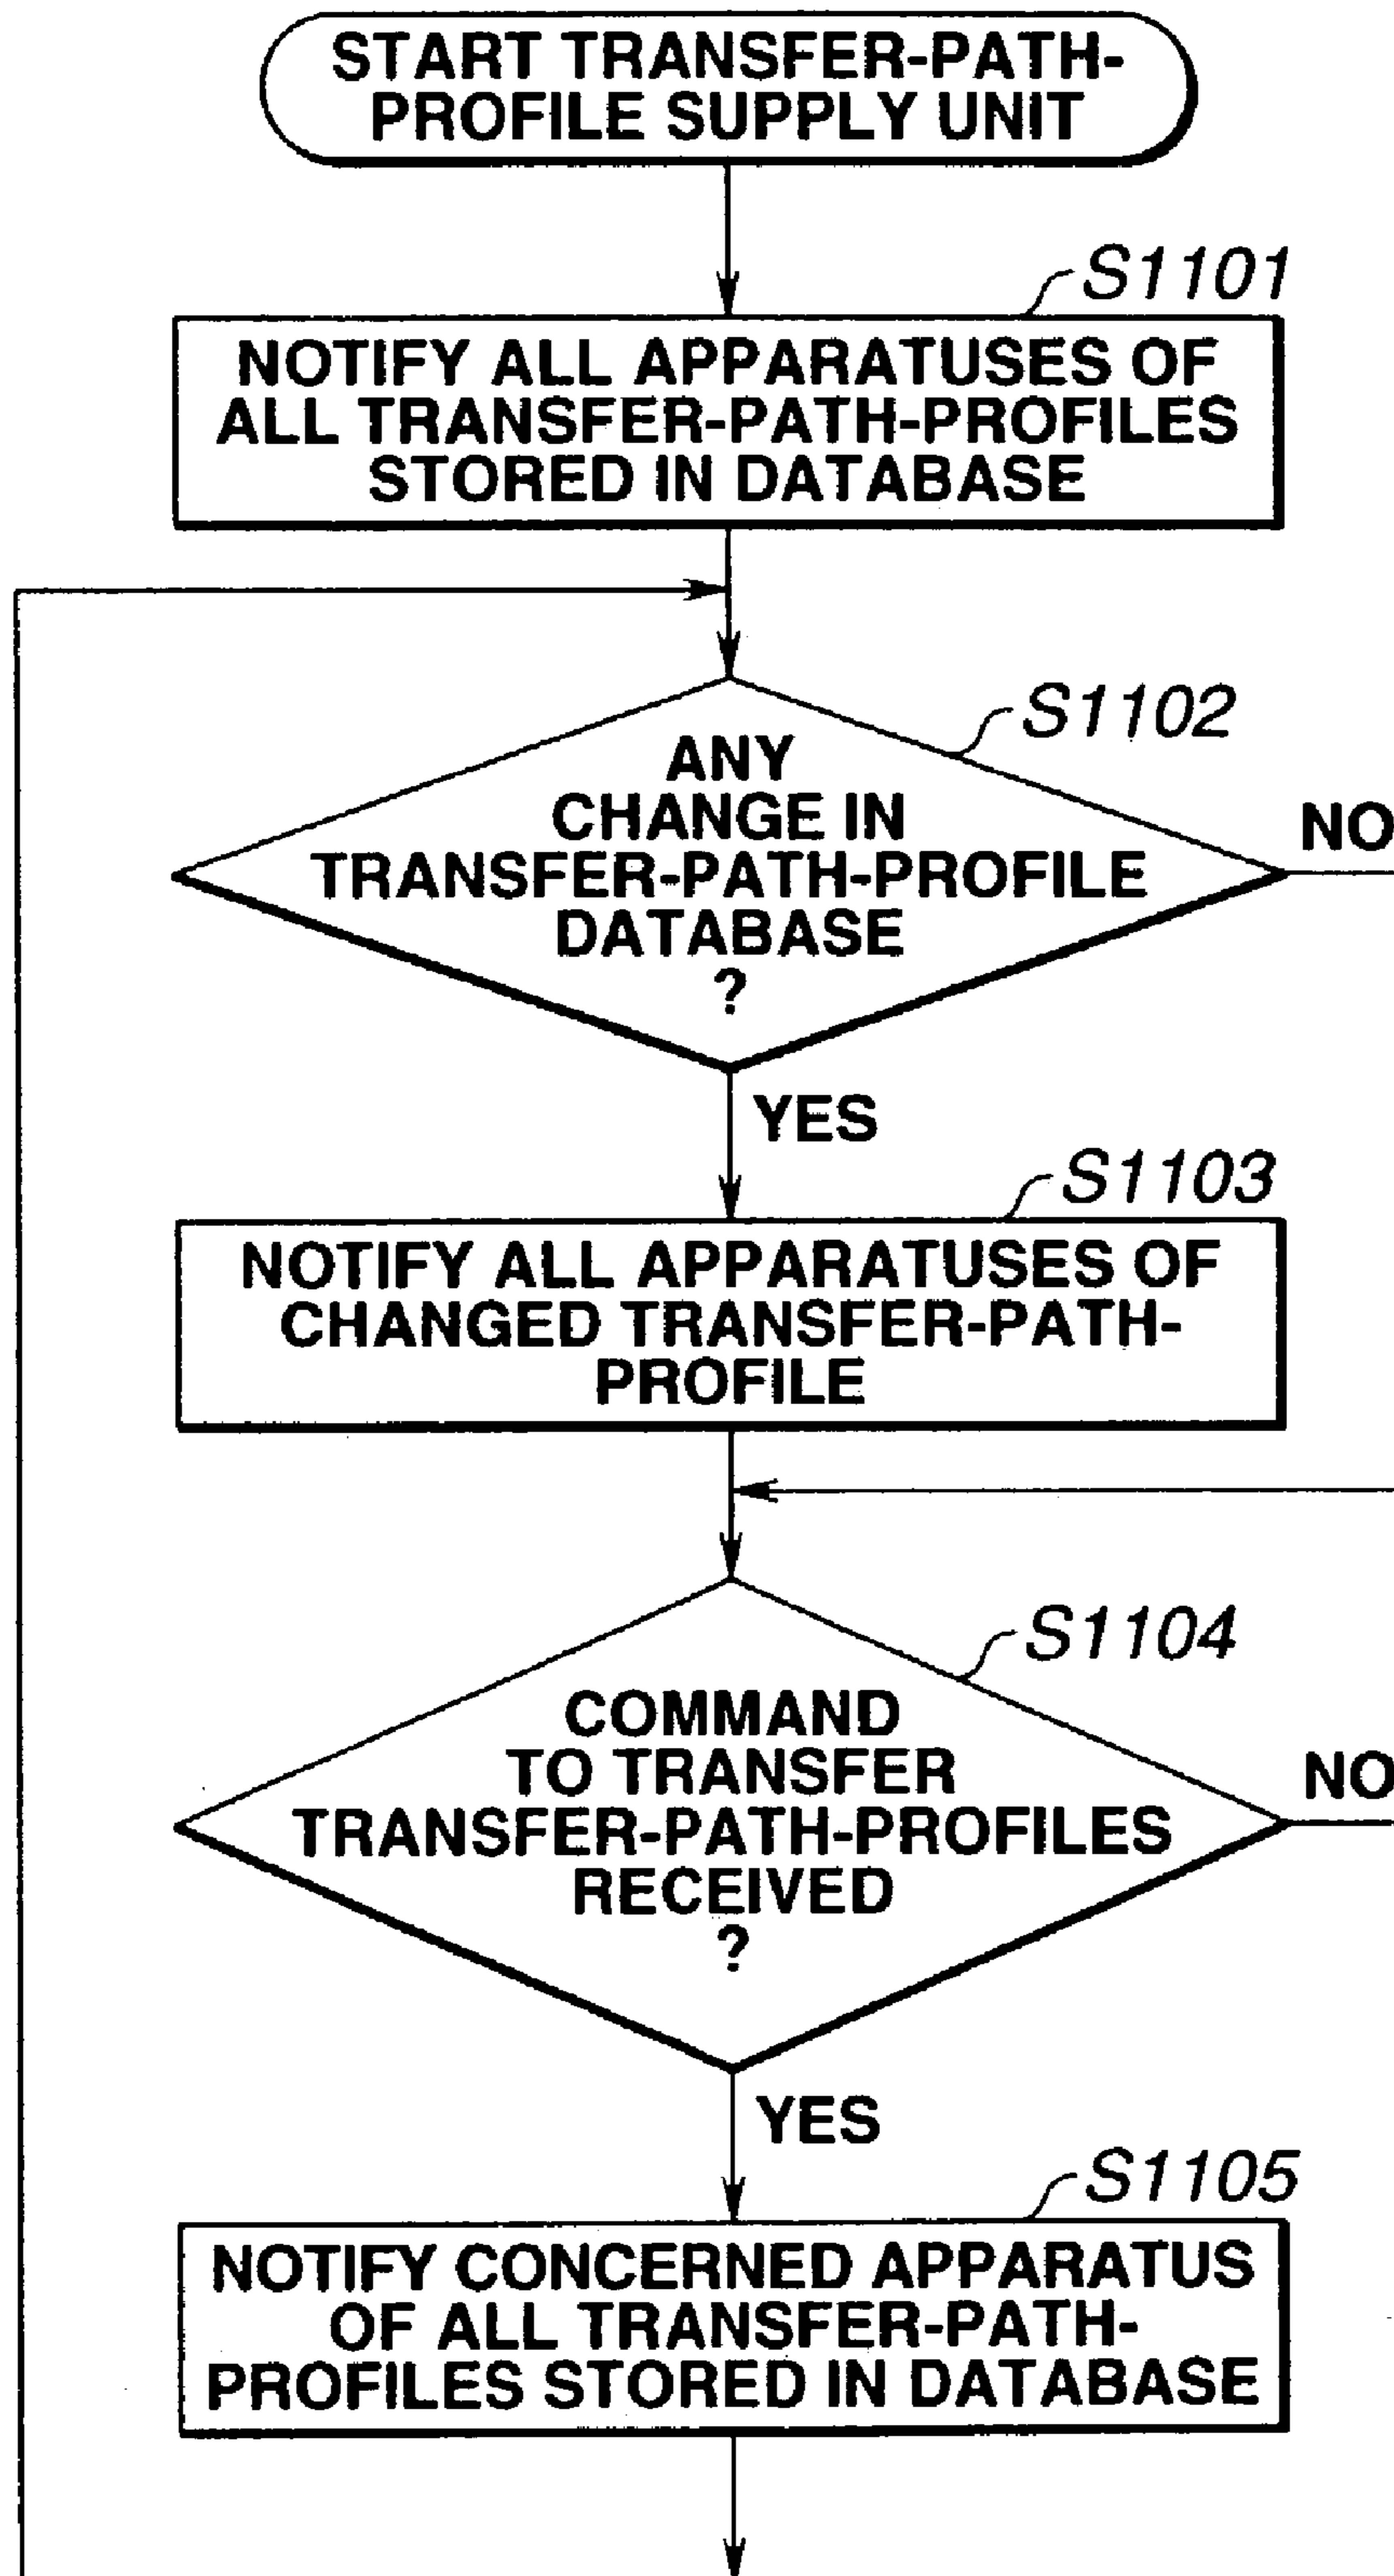 START TRANSFER-PATH-
PROFILE SUPPLY UNIT
S1101
NOTIFY ALL APPARATUSES OF
ALL TRANSFER-PATH-PROFILES
STORED IN DATABASE
S1102
ANY
CHANGE IN
TRANSFER-PATH-PROFILE
DATABASE
?
NO
YES
S1103
NOTIFY ALL APPARATUSES OF
CHANGED TRANSFER-PATH-
PROFILE
S1104
COMMAND
TO TRANSFER
TRANSFER-PATH-PROFILES
RECEIVED
?
NO
YES
S1105
NOTIFY CONCERNED APPARATUS
OF ALL TRANSFER-PATH-
PROFILES STORED IN DATABASE